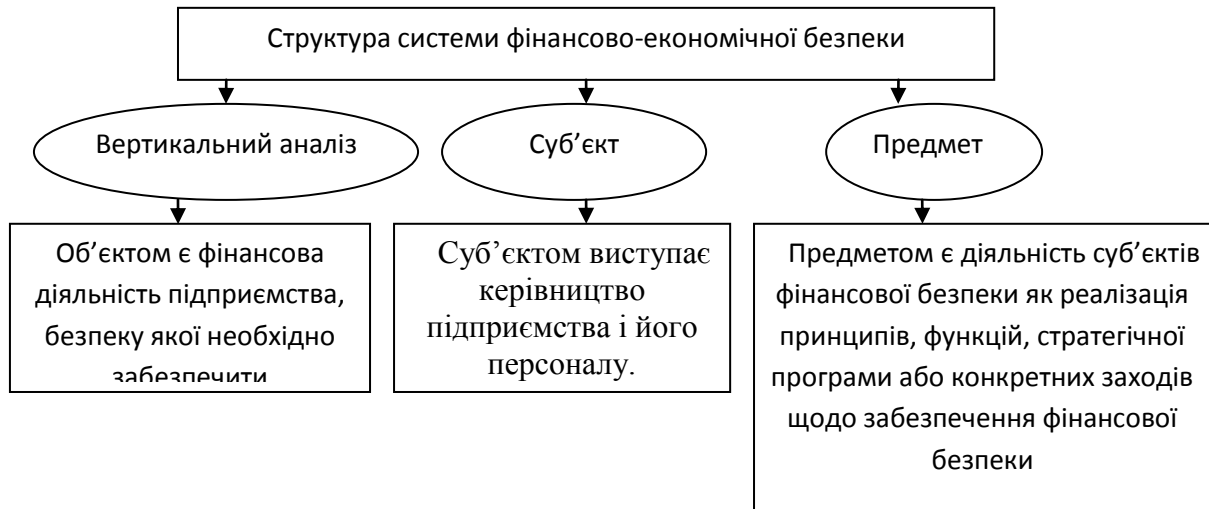 Структура системи фінансово-економічної безпеки
Вертикальний аналіз
Суб’єкт
Предмет
Об’єктом є фінансова
діяльність підприємства,
безпеку якої необхідно
забезпечити
Суб’єктом виступає
керівництво
підприємства і його
персоналу.
Предметом є діяльність суб’єктів
фінансової безпеки як реалізація
принципів, функцій, стратегічної
програми або конкретних заходів
щодо забезпечення фінансової
безпеки